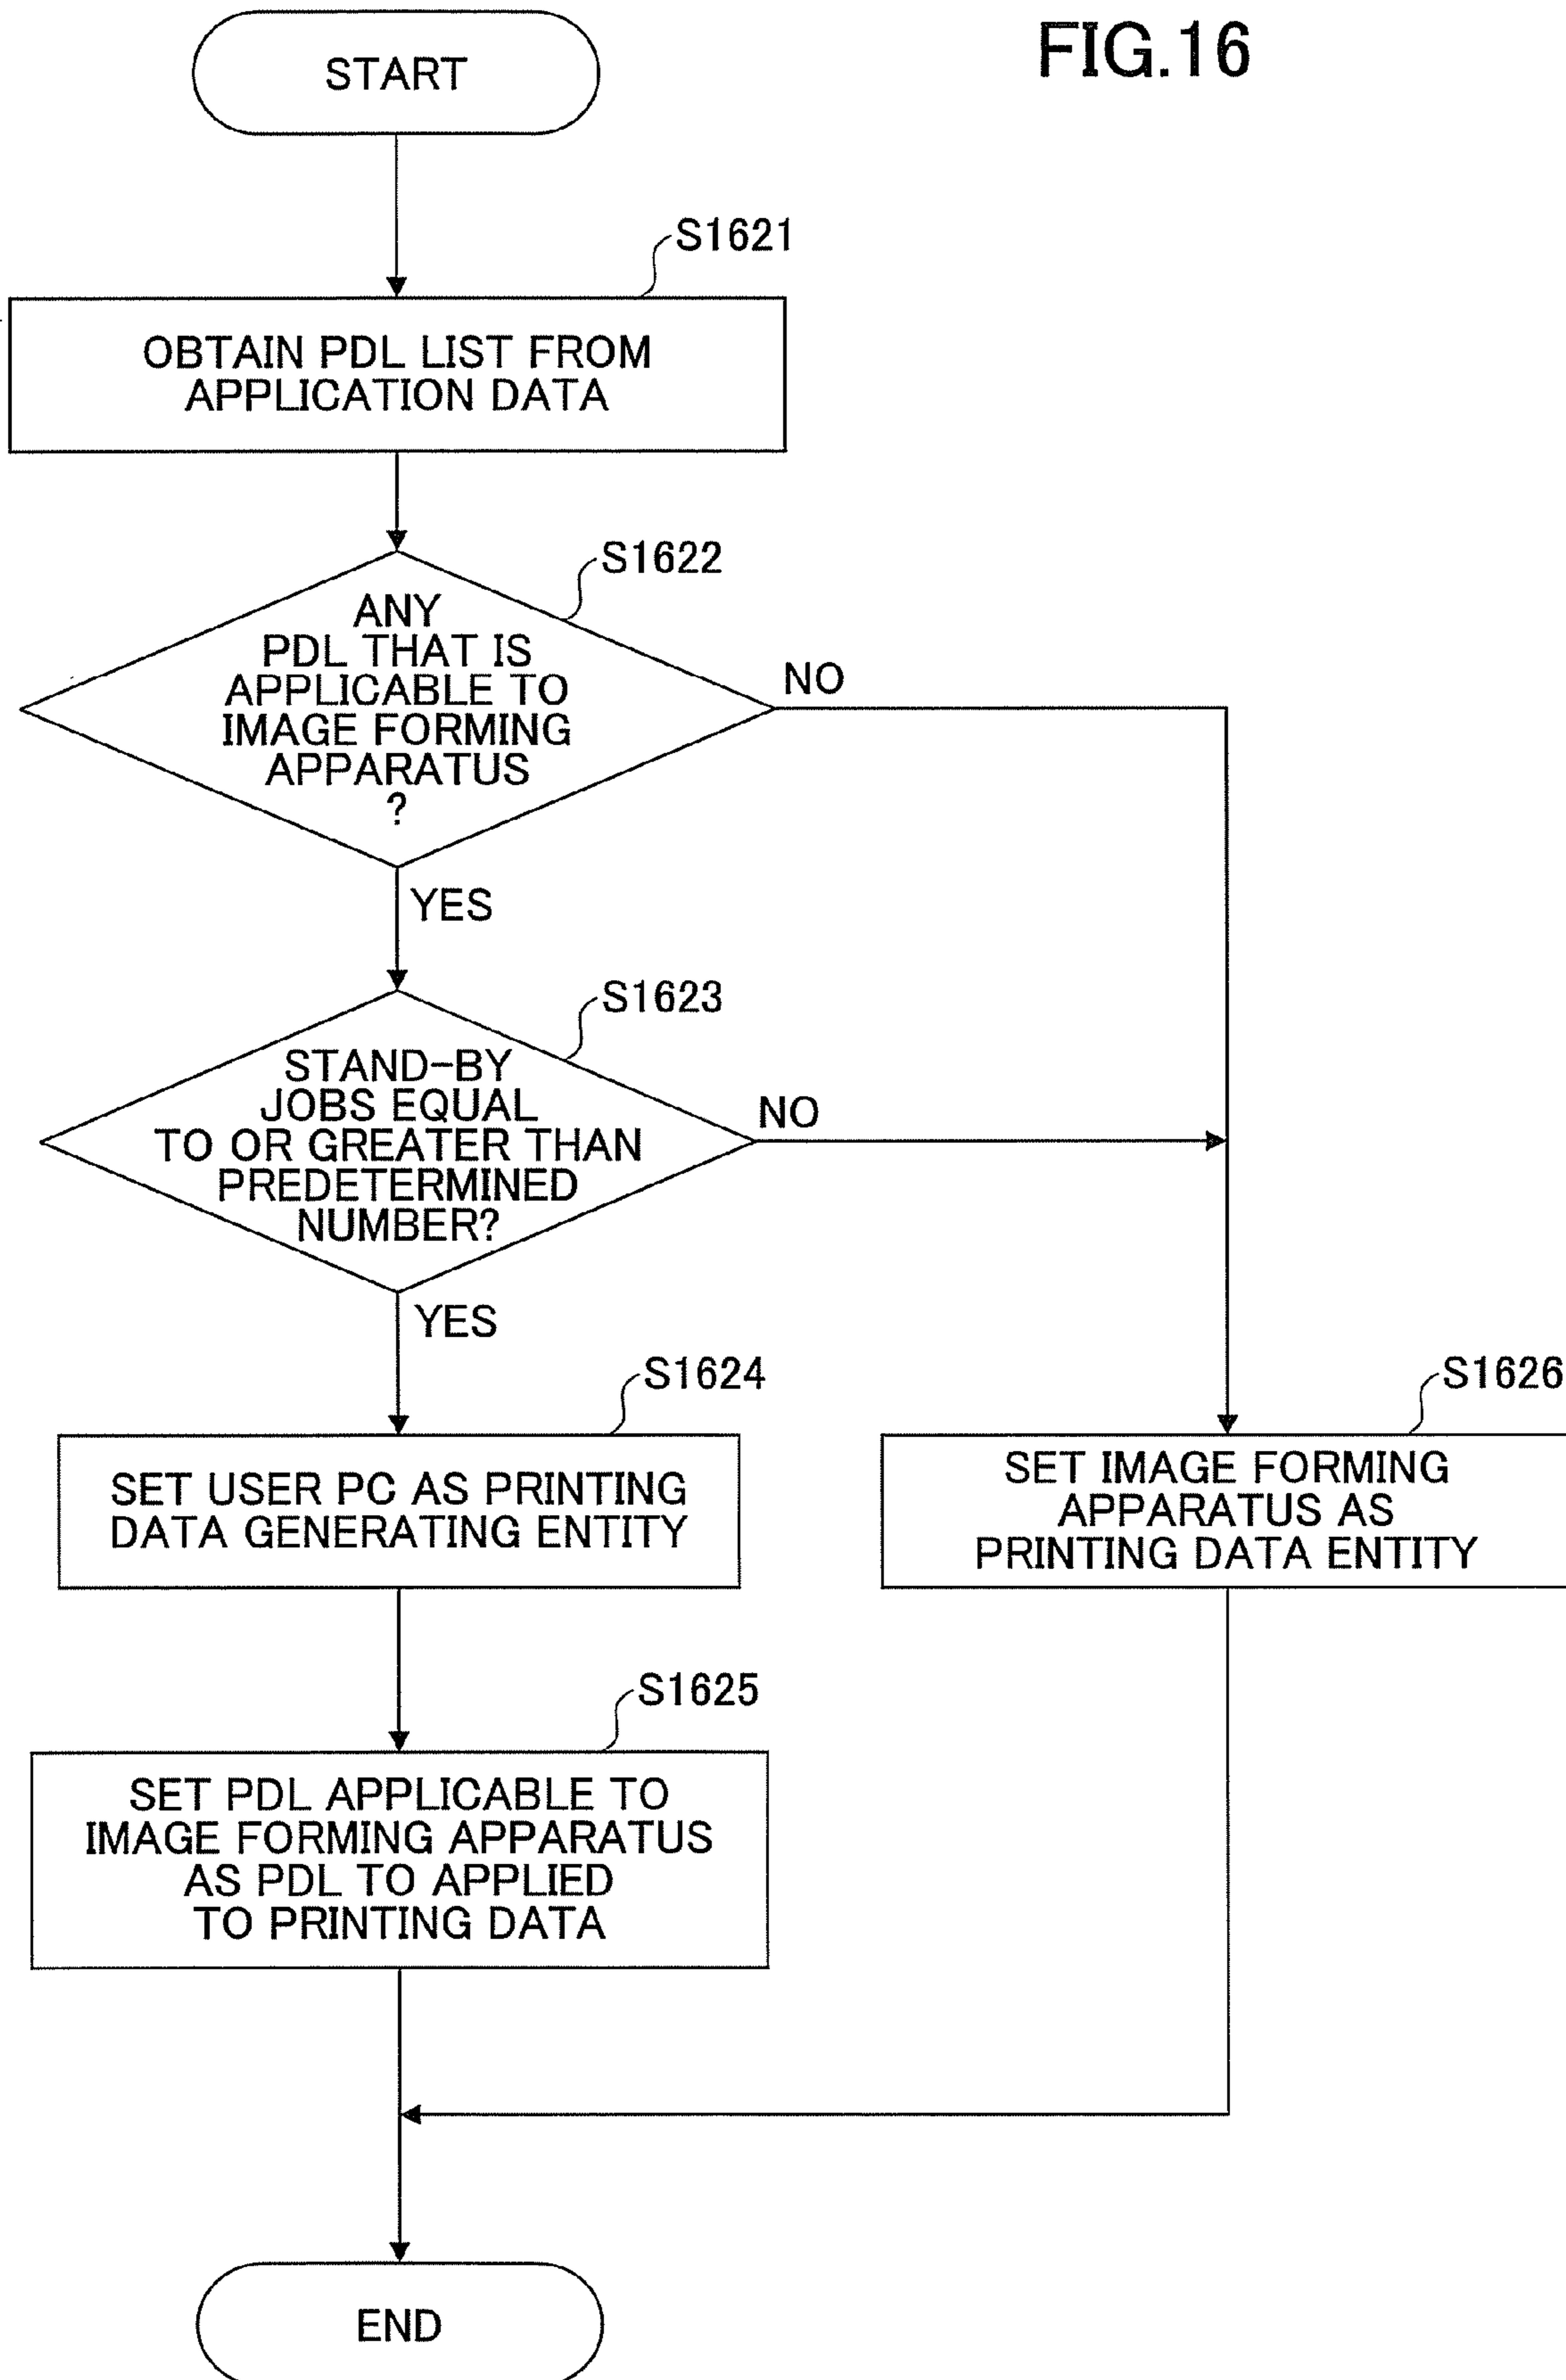 FIG.16
START
S1621
OBTAIN PDL LIST FROM
APPLICATION DATA
S1622
ANY
PDL THAT IS
APPLICABLE TO
IMAGE FORMING
APPARATUS
?
NO
YES
S1623
STAND-BY
JOBS EQUAL
TO OR GREATER THAN
PREDETERMINED
NUMBER?
NO
YES
S1624
SET USER PC AS PRINTING
DATA GENERATING ENTITY
S1626
SET IMAGE FORMING
APPARATUS AS
PRINTING DATA ENTITY
S1625
SET PDL APPLICABLE TO
IMAGE FORMING APPARATUS
AS PDL TO APPLIED
TO PRINTING DATA
END